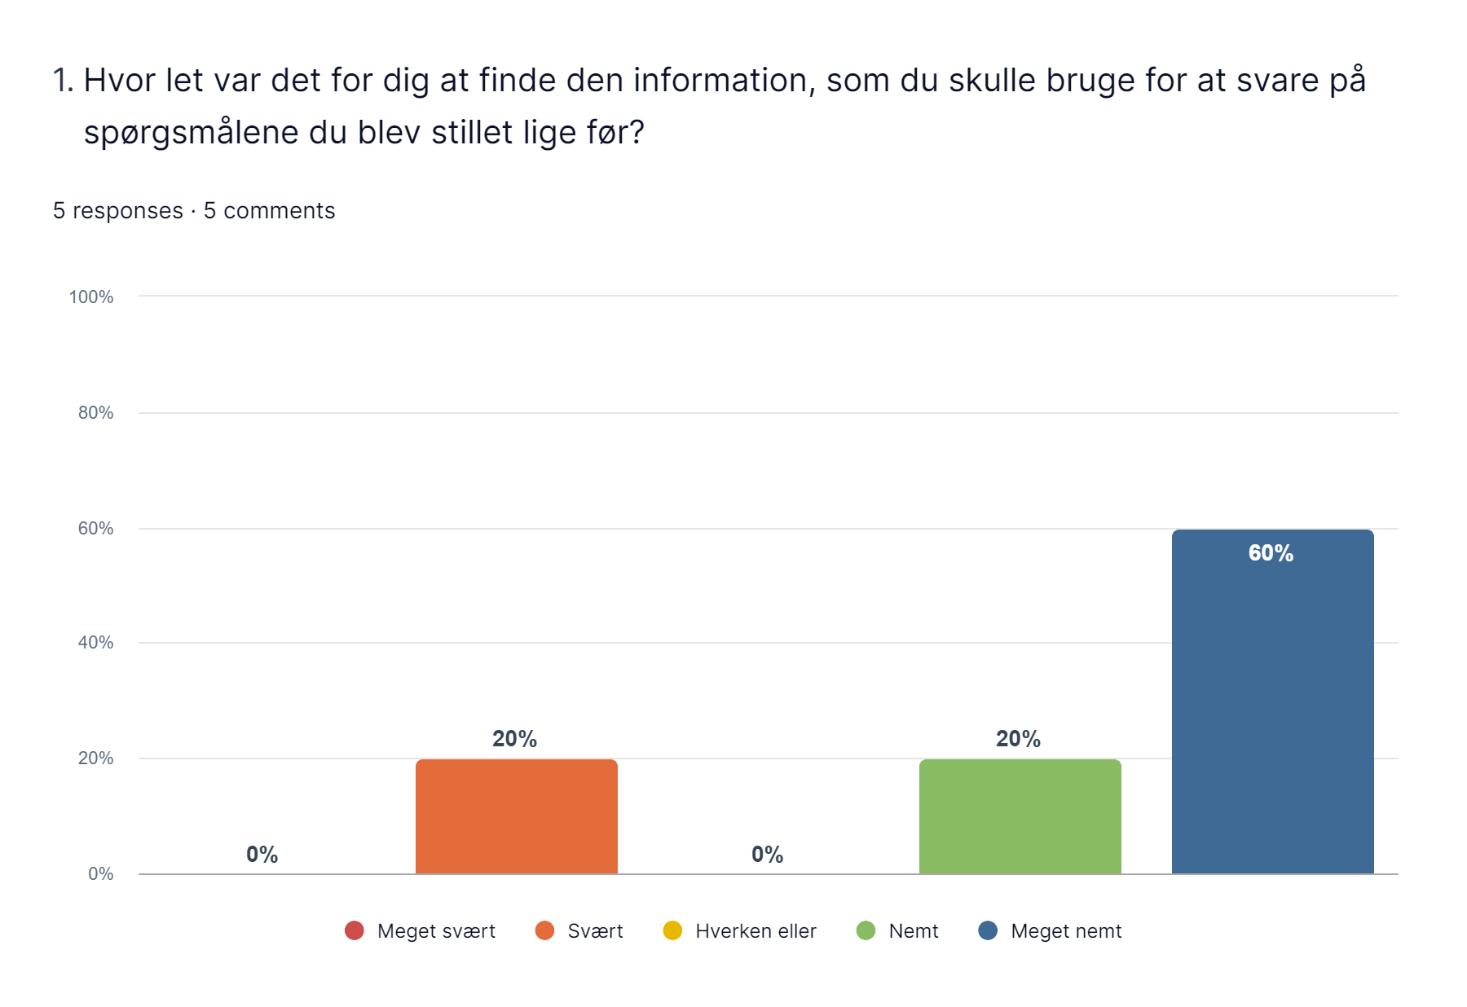 1. Hvor let var det for dig at finde den information, som du skulle bruge for at svare på
spørgsmålene du blev stillet lige før?
5 responses · 5 comments
100%
80%
60%
60%
40%
20%
20%
20%
0%
0%
0%
Meget svært
Svært
Hverken eller
Nemt
Meget nemt